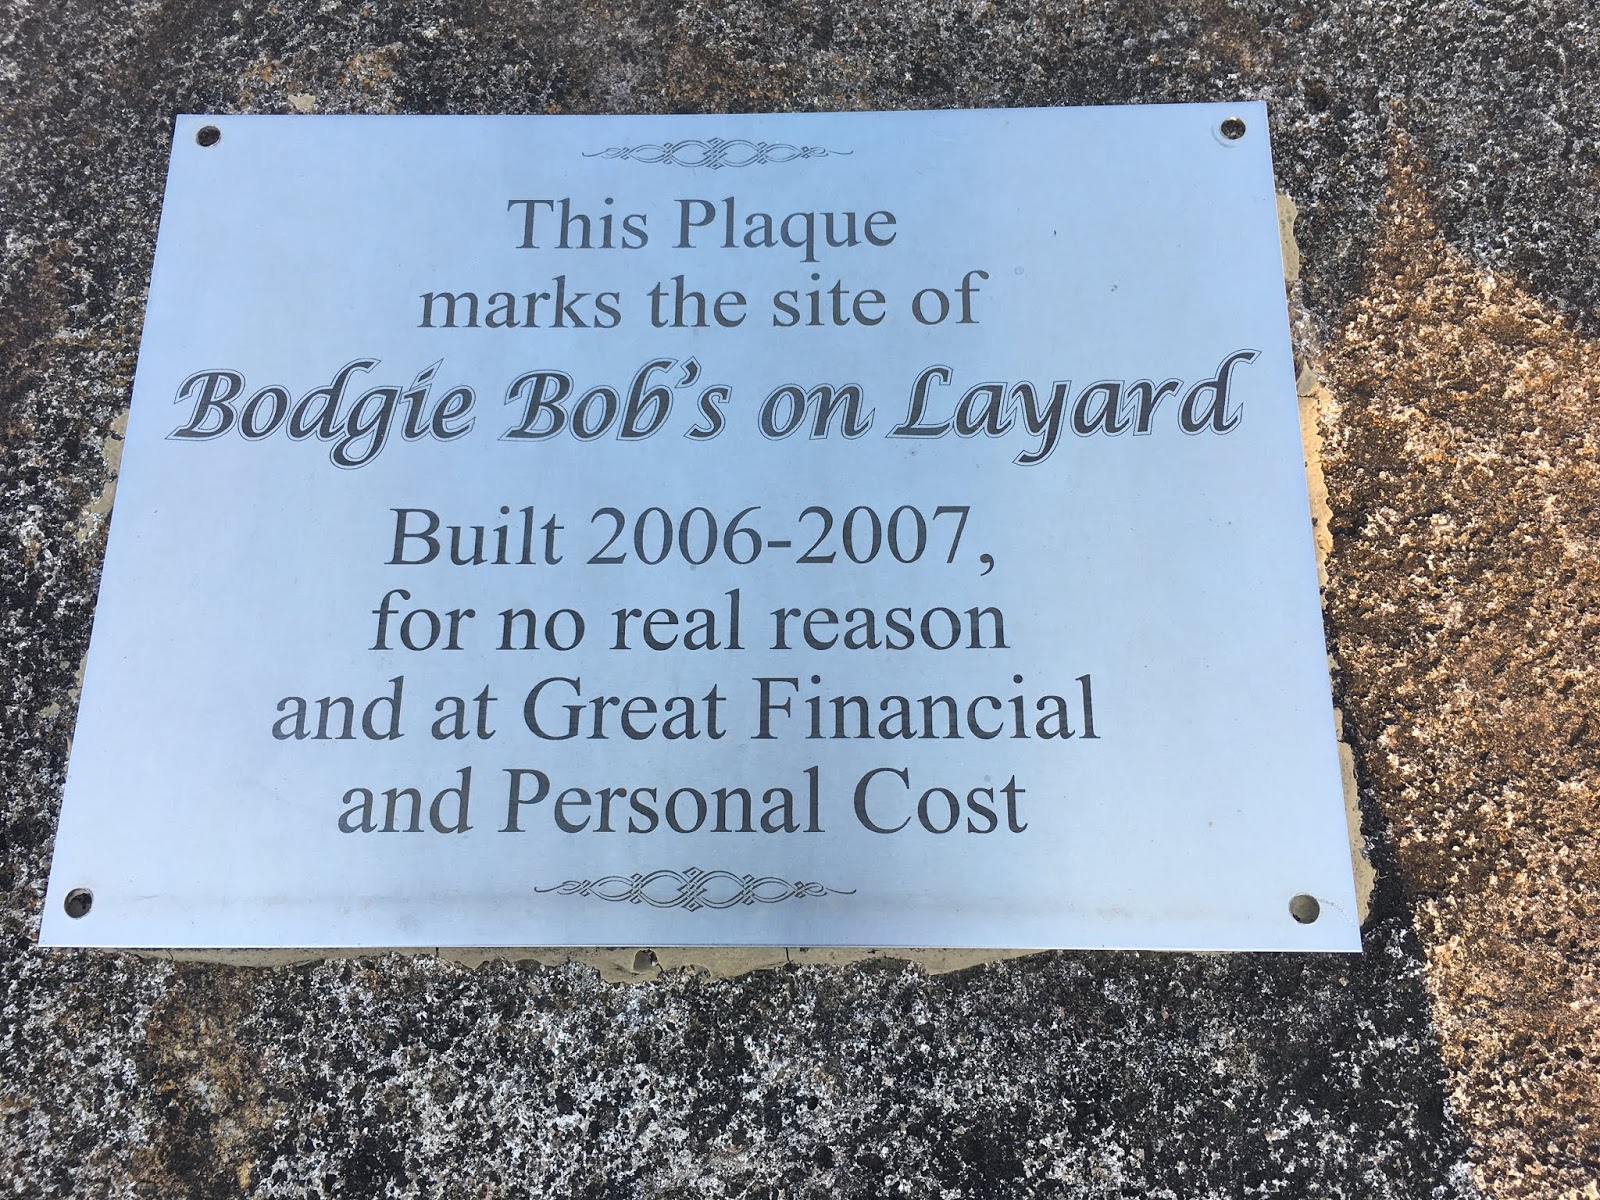 This Plaque
marks the site of
Bodgie Bob's on Layard
Built 2006-2007,
for no real reason
and at Great Financial
and Personal Cost